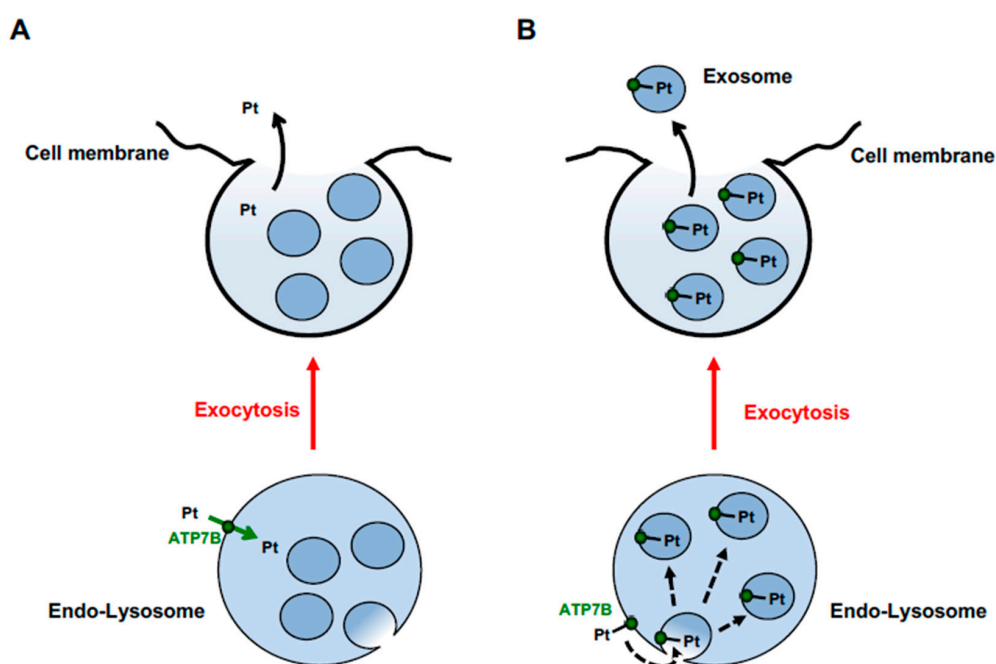 A
Pt
Cell membrane
Pt
Exocytosis
Pt
ATP7B
Pt
Endo-Lysosome
B
Exosome
Pt
Cell membrane
Pt
Pt
Pt
Pt
Exocytosis
Pt
Pt
Pt
ATP7B
Endo-Lysosome
Pt
Pt